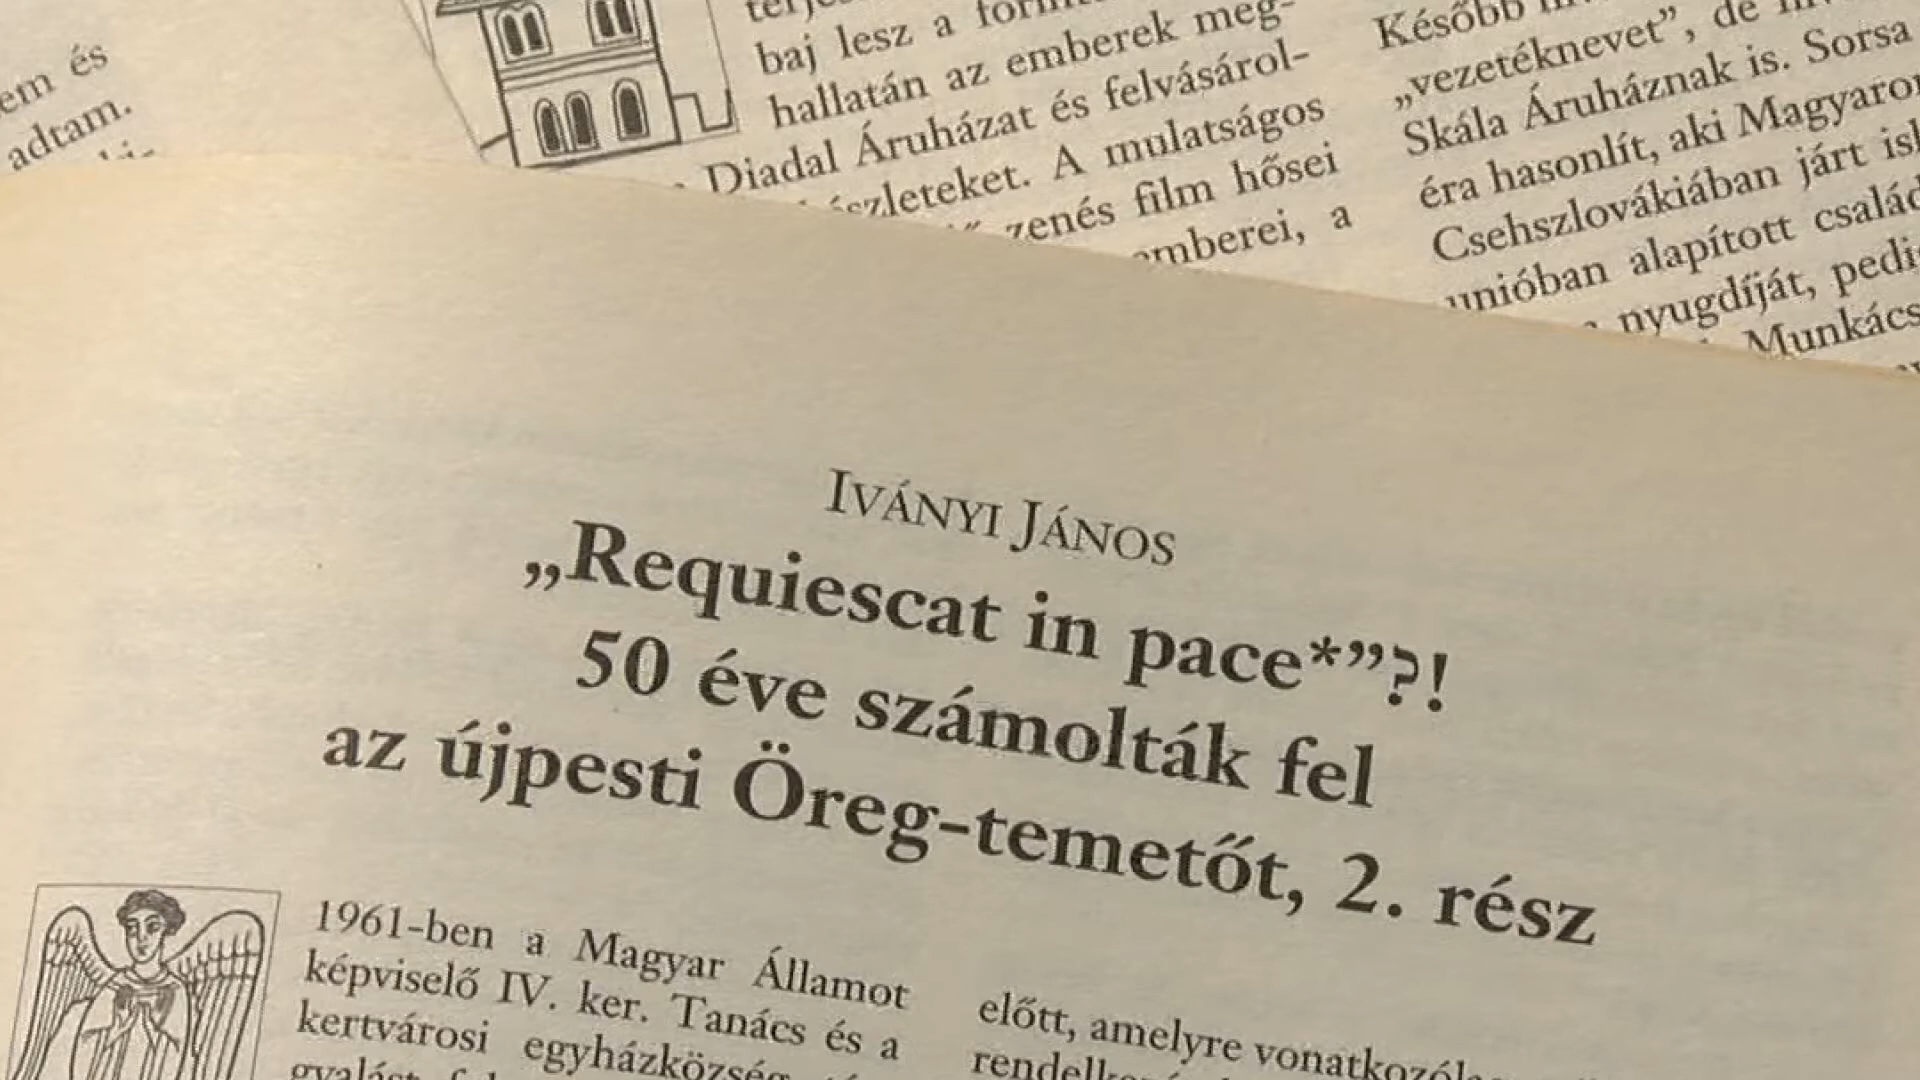 em és
adtam.
baj lesz a
hallatán az emberek meg-
Diadal Áruházat és felvásárol-
A mulatságos
zenés film hősei
emberei, a
Később
„vezetéknevet”, de
Skála Áruháznak is. Sorsa
éra hasonlít, aki Magyaror
Csehszlovákiában járt isk
unióban alapított család
nyugdíját, pedi
Munkács
IVÁNYI JÁNOS
„Requiescat in pace*”?!
50 éve számolták fel
az újpesti Öreg-temetőt, 2. rész
1961-ben a Magyar Államot
képviselő IV. ker. Tanács és a
kertvárosi egyházközség
előtt, amelyre